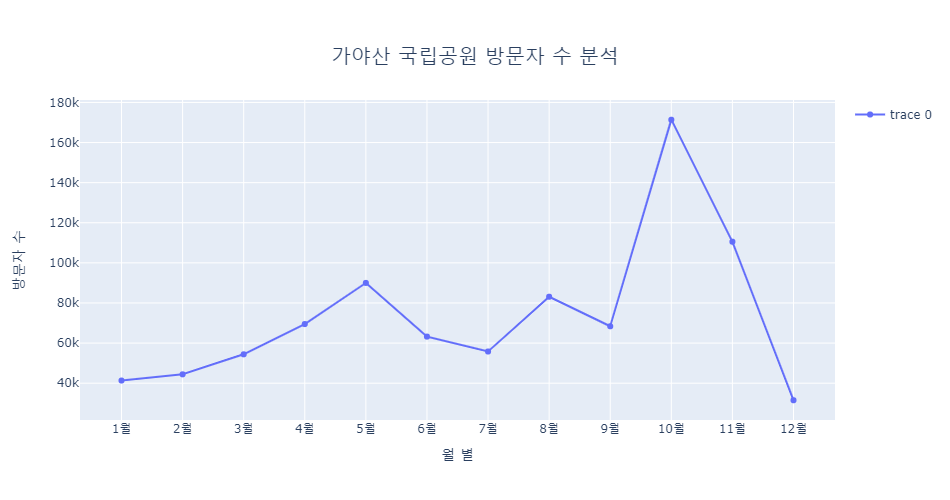 가야산 국립공원 방문자 수 분석
180k
160k
140k
120k
100k
80k
60k
40k
방문자 수
1월 2월 3월 4월 5월 6월 7월 8월 9월 10월 11월 12월
월 별
trace 0